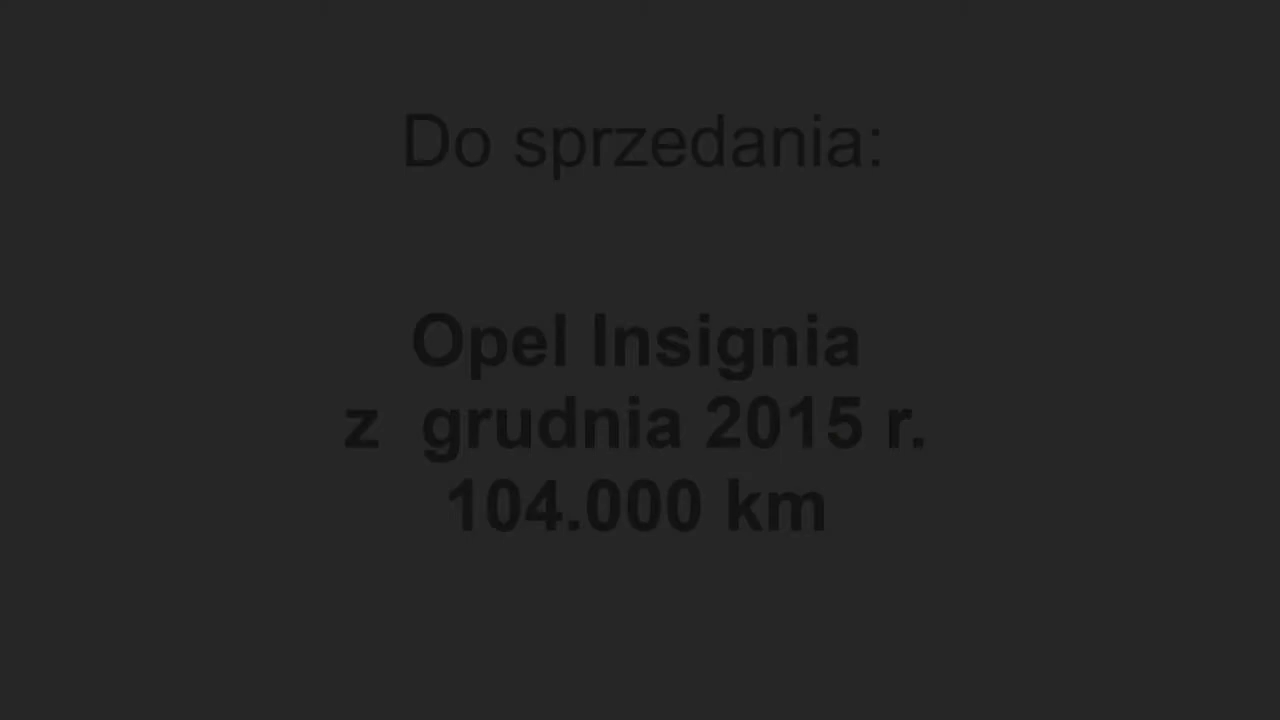 Do sprzedania:
Opel Insignia
z grudnia 2015 r.
104.000 km